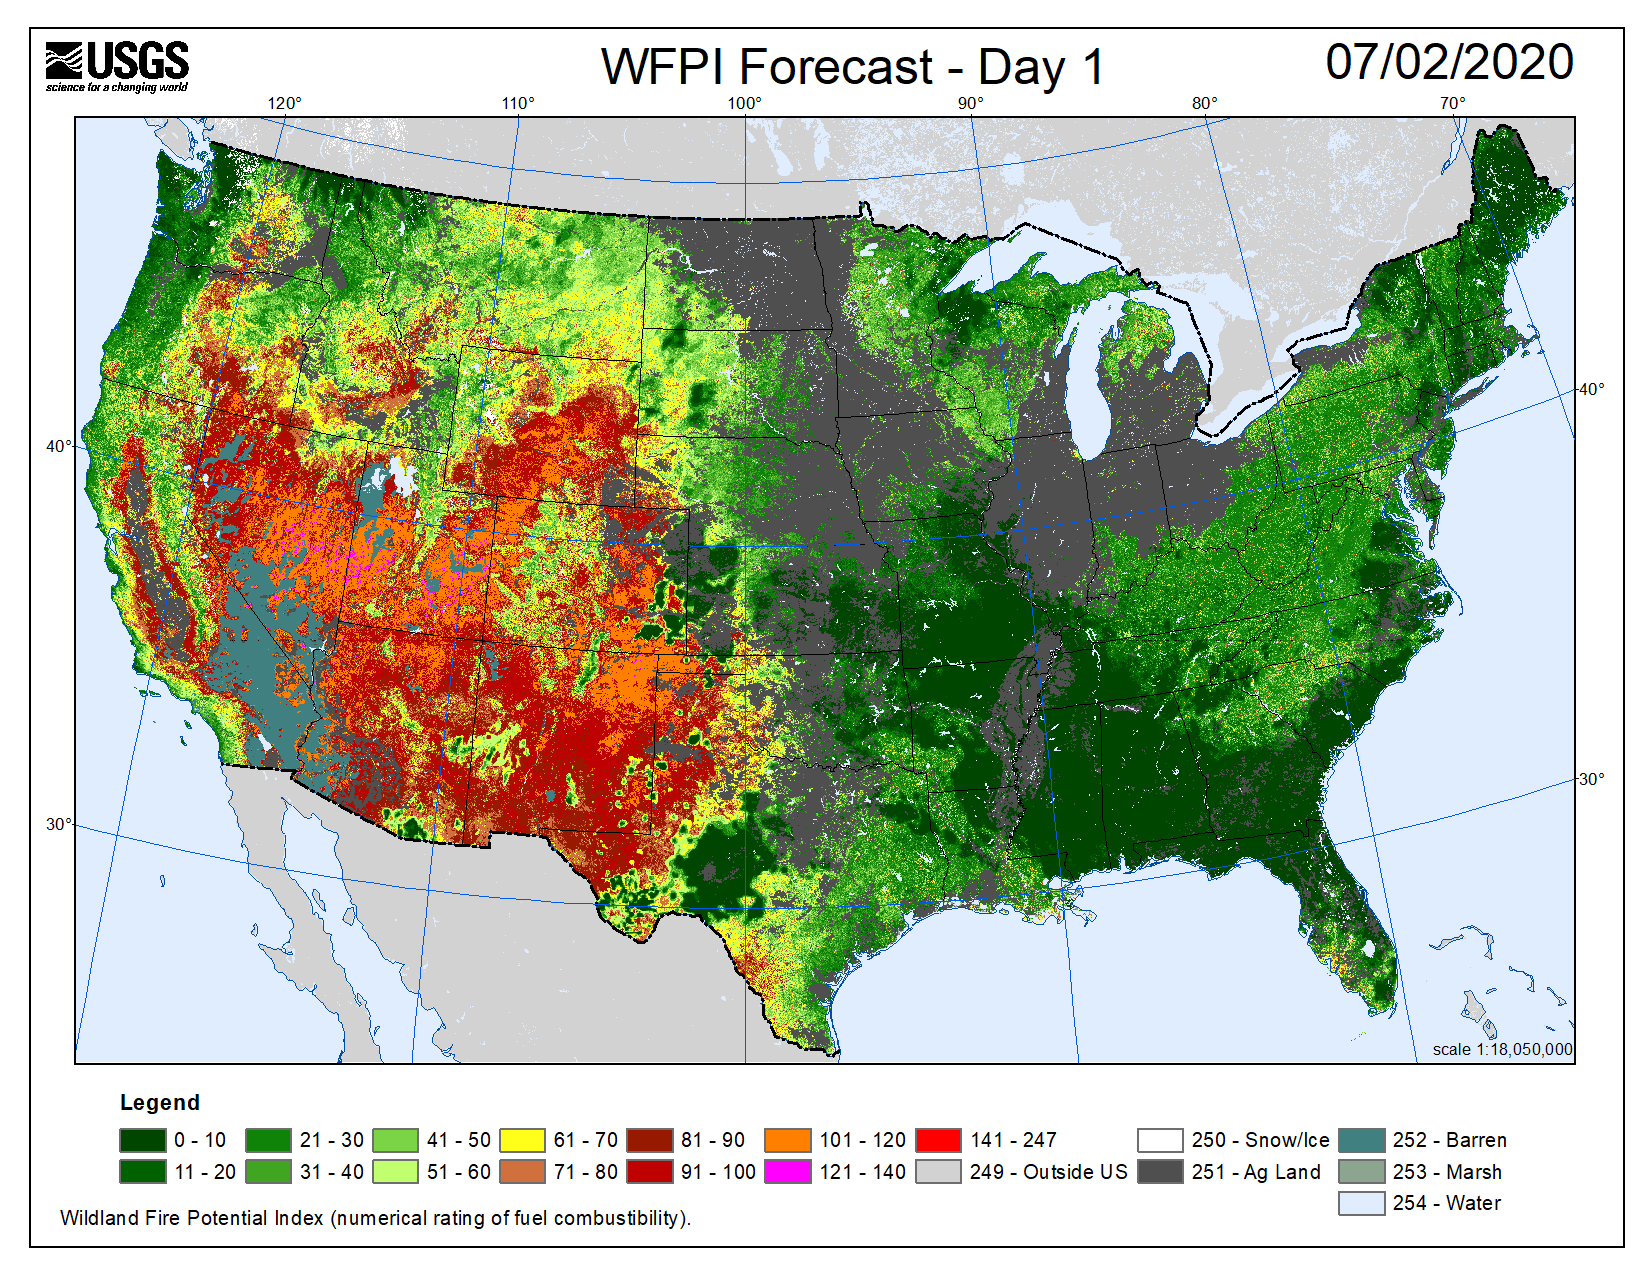 USGS
science for a changing world
WFPI Forecast - Day 1
07/02/2020
120° 110° 100° 90° 80° 70°
40° 40°
30° 30°
scale 1:18,050,000
Legend
0 - 10 21 - 30 41 - 50 61 - 70 81 - 90 101 - 120 141 - 247 250 - Snow/Ice 252 - Barren
11 - 20 31 - 40 51 - 60 71 - 80 91 - 100 121 - 140 249 - Outside US 251 - Ag Land 253 - Marsh
254 - Water
Wildland Fire Potential Index (numerical rating of fuel combustibility).